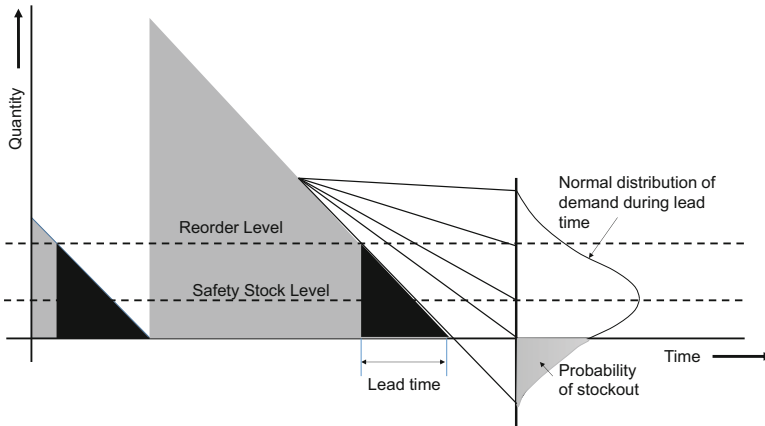 Quantity
Normal distribution of
demand during lead
time
Reorder Level
Safety Stock Level
Time
Lead time
Probability
of stockout